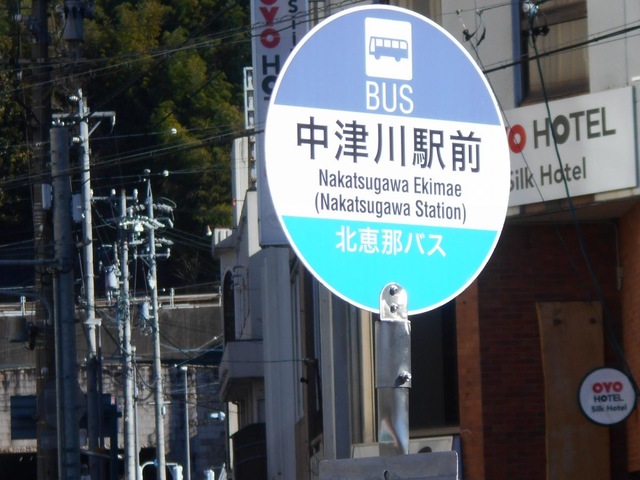 BUS
中津川駅前
Nakatsugawa Ekimae
(Nakatsugawa Station)
北恵那バス
OYO HOTEL
Silk Hotel
OYO
HOTEL
Silk Hotel
OYO